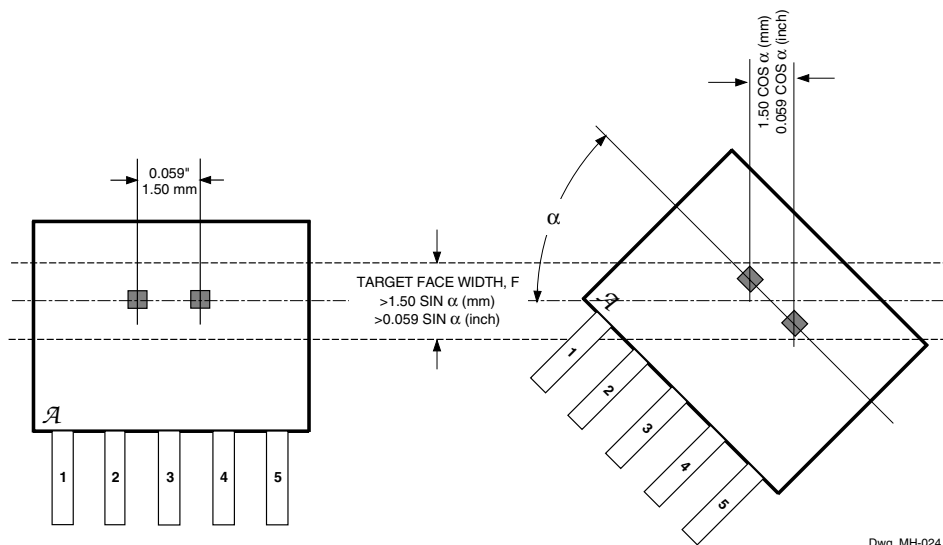 0.059"
1.50 mm
1.50 COS α (mm)
0.059 COS α (inch)
α
TARGET FACE WIDTH, F
>1.50 SIN α (mm)
>0.059 SIN α (inch)
A
1 2 3 4 5
A
1
2
3
4
5
Dwg. MH-024